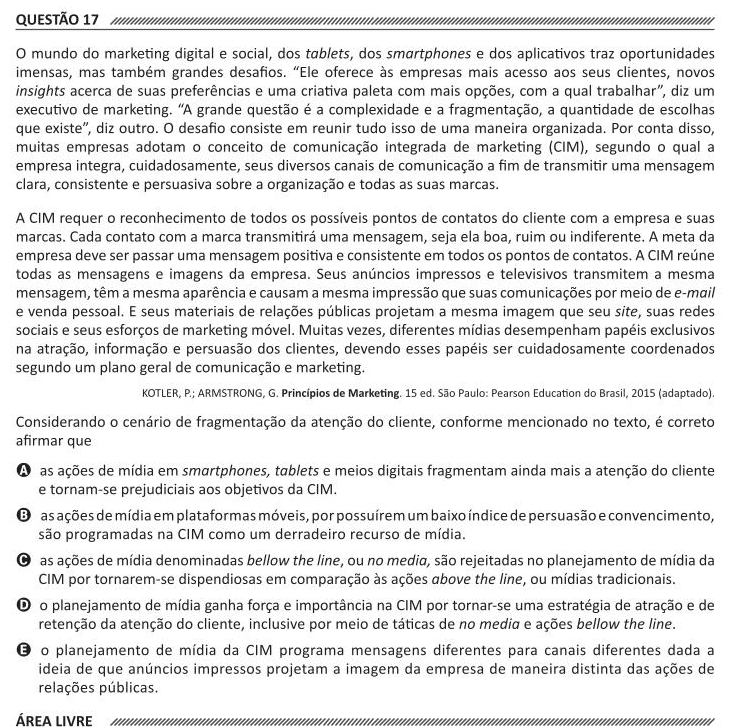 QUESTÃO 17
O mundo do marketing digital e social, dos tablets, dos smartphones e dos aplicativos traz oportunidades
imensas, mas também grandes desafios. “Ele oferece às empresas mais acesso aos seus clientes, novos
insights acerca de suas preferências e uma criativa paleta com mais opções, com a qual trabalhar”, diz um
executivo de marketing. “A grande questão é a complexidade e a fragmentação, a quantidade de escolhas
que existe”, diz outro. O desafio consiste em reunir tudo isso de uma maneira organizada. Por conta disso,
muitas empresas adotam o conceito de comunicação integrada de marketing (CIM), segundo o qual a
empresa integra, cuidadosamente, seus diversos canais de comunicação a fim de transmitir uma mensagem
clara, consistente e persuasiva sobre a organização e todas as suas marcas.
A CIM requer o reconhecimento de todos os possíveis pontos de contatos do cliente com a empresa e suas
marcas. Cada contato com a marca transmitirá uma mensagem, seja ela boa, ruim ou indiferente. A meta da
empresa deve ser passar uma mensagem positiva e consistente em todos os pontos de contatos. A CIM reúne
todas as mensagens e imagens da empresa. Seus anúncios impressos e televisivos transmitem a mesma
mensagem, têm a mesma aparência e causam a mesma impressão que suas comunicações por meio de e-mail
e venda pessoal. E seus materiais de relações públicas projetam a mesma imagem que seu site, suas redes
sociais e seus esforços de marketing móvel. Muitas vezes, diferentes mídias desempenham papéis exclusivos
na atração, informação e persuasão dos clientes, devendo esses papéis ser cuidadosamente coordenados
segundo um plano geral de comunicação e marketing.
KOTLER, P.; ARMSTRONG, G. Princípios de Marketing. 15 ed. São Paulo: Pearson Education do Brasil, 2015 (adaptado).
Considerando o cenário de fragmentação da atenção do cliente, conforme mencionado no texto, é correto
afirmar que
A as ações de mídia em smartphones, tablets e meios digitais fragmentam ainda mais a atenção do cliente
e tornam-se prejudiciais aos objetivos da CIM.
B as ações de mídia em plataformas móveis, por possuírem um baixo índice de persuasão e convencimento,
são programadas na CIM como um derradeiro recurso de mídia.
C as ações de mídia denominadas bellow the line, ou no media, são rejeitadas no planejamento de mídia da
CIM por tornarem-se dispendiosas em comparação às ações above the line, ou mídias tradicionais.
D o planejamento de mídia ganha força e importância na CIM por tornar-se uma estratégia de atração e de
retenção da atenção do cliente, inclusive por meio de táticas de no media e ações bellow the line.
E o planejamento de mídia da CIM programa mensagens diferentes para canais diferentes dada a
ideia de que anúncios impressos projetam a imagem da empresa de maneira distinta das ações de
relações públicas.
ÁREA LIVRE